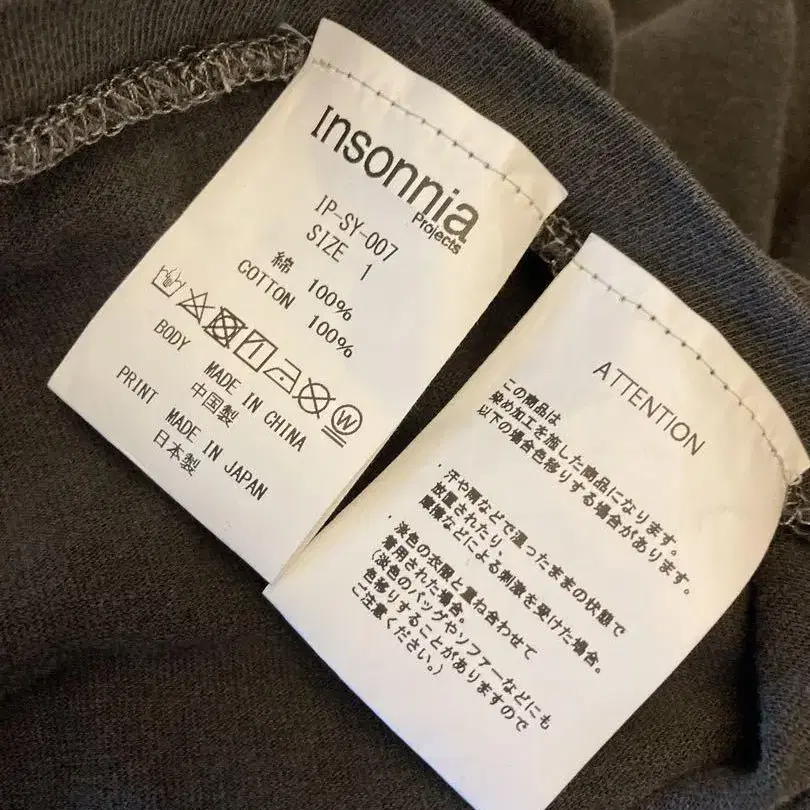 Insonnia
Projects
IP-SY-007
SIZE 1
綿 100%
COTTON 100%
W
BODY MADE IN CHINA
中国製
PRINT MADE IN JAPAN
日本製
ATTENTION
この商品は
染め加工を施した商品になります。
以下の場合色移りする場合があります。
・汗や雨などで湿ったままの状態で
放置されたり、
摩擦などによる刺激を受けた場合。
・淡色の衣服と重ね合わせて
着用された場合。
(淡色のバッグやソファーなどにも
色移りすることがありますので
ご注意ください。)